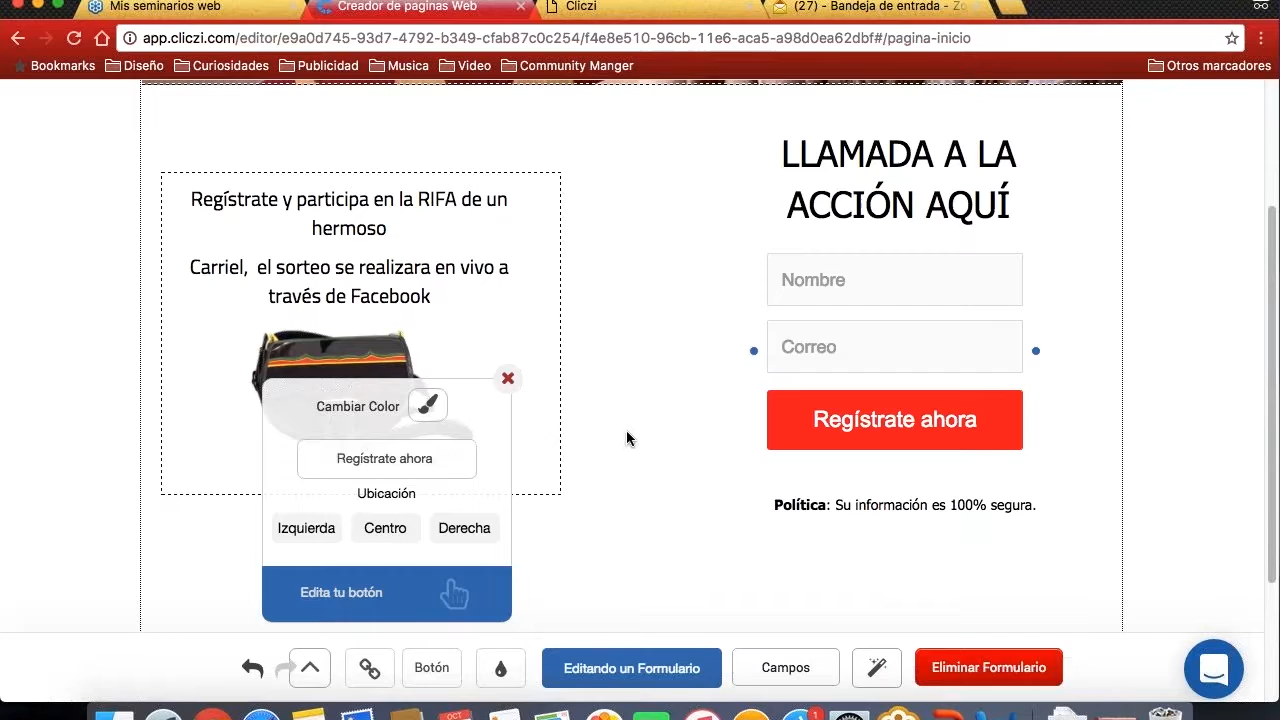 Mis seminarios web
Creador de paginas Web
Cliczi
(27) - Bandeja de entrada - Zo
app.cliczi.com/editor/e9a0d745-93d7-4792-b349-cfab87c0c254/f4e8e510-96cb-11e6-aca5-a98d0ea62dbf#/pagina-inicio
Bookmarks
Diseño
Curiosidades
Publicidad
Musica
Video
Community Manger
Otros marcadores
Regístrate y participa en la RIFA de un
hermoso
Carriel, el sorteo se realizara en vivo a
través de Facebook
LLAMADA A LA
ACCIÓN AQUÍ
Nombre
Correo
Regístrate ahora
Política: Su información es 100% segura.
Cambiar Color
Regístrate ahora
Ubicación
Izquierda
Centro
Derecha
Edita tu botón
Botón
Editando un Formulario
Campos
Eliminar Formulario
OCT
1